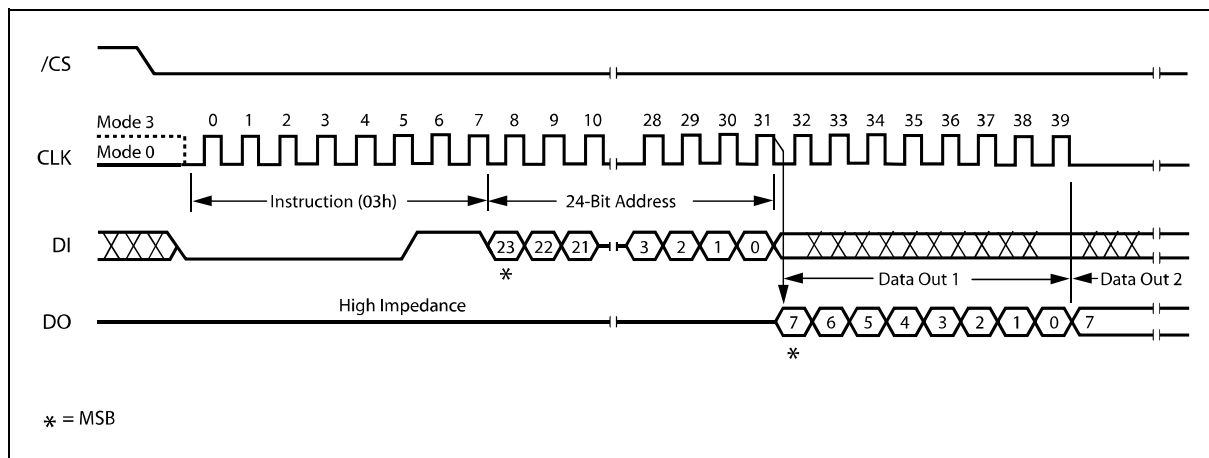 /CS
Mode 3
0 1 2 3 4 5 6 7 8 9 10 28 29 30 31 32 33 34 35 36 37 38 39
CLK
Mode 0
Instruction (03h) 24-Bit Address
DI
23 22 21 3 2 1 0
*
Data Out 1 Data Out 2
High Impedance
DO
7 6 5 4 3 2 1 0 7
*
* = MSB